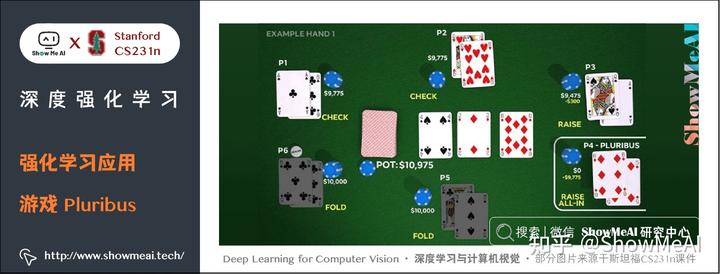 Show Me AI
X
Stanford
CS231n
深度强化学习
强化学习应用
游戏 Pluribus
http://www.showmeai.tech/
EXAMPLE HAND 1
P1
$9,775
CHECK
P2
$9,775
CHECK
P3
$9,475
-$300
RAISE
P4 - PLURIBUS
$0
-$9,775
RAISE
ALL-IN
P5
$10,000
FOLD
P6
$10,000
FOLD
POT:$10,975
ShowMeAI
搜索 | 微信 ShowMeAI 研究中心
知乎 @ShowMeAI
Deep Learning for Computer Vision · 深度学习与计算机视觉 · 部分图片来源于斯坦福CS231n课件